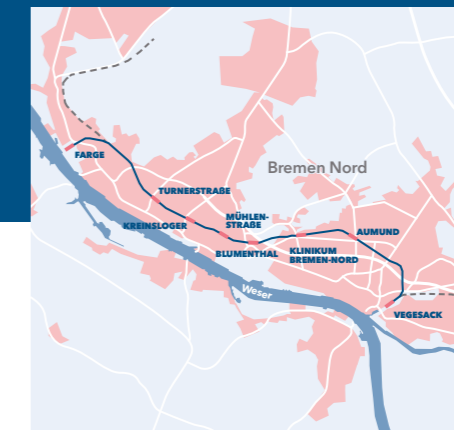 FARGE
Bremen Nord
TURNERSTRAßE
KREINSLOGER
MÜHLEN-
STRAßE
BLUMENTHAL
KLINIKUM
BREMEN-NORD
AUMUND
Weser
VEGESACK